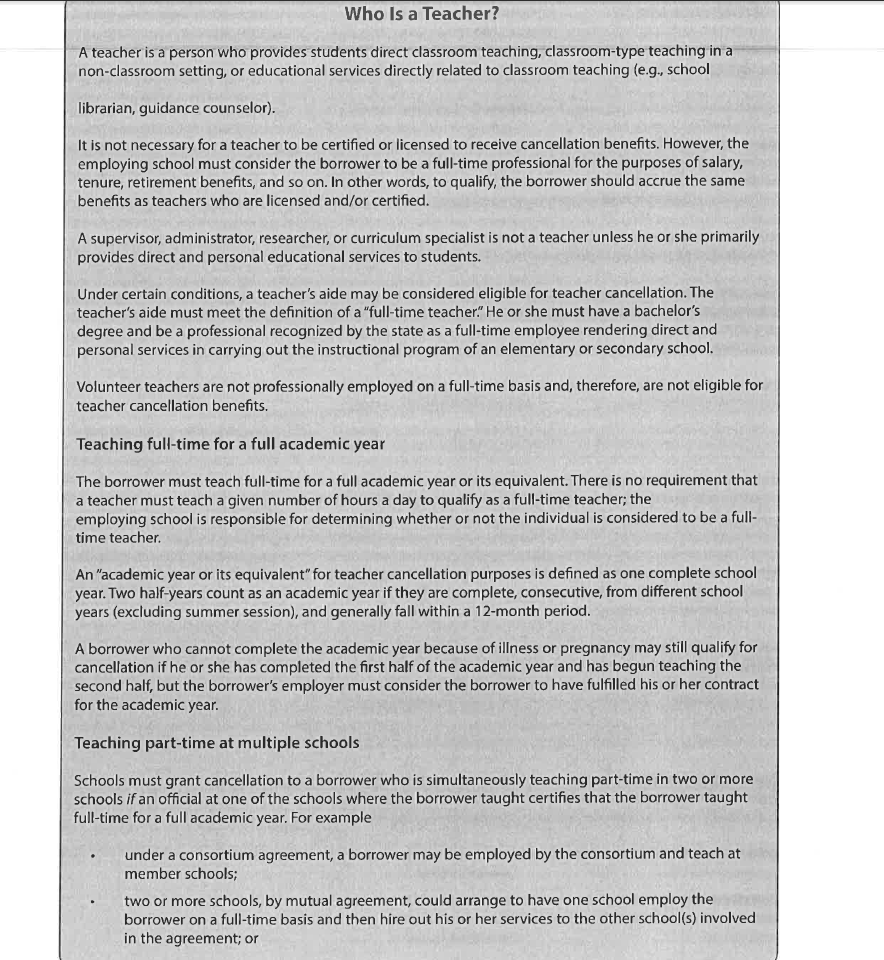 Who Is a Teacher?
A teacher is a person who provides students direct classroom teaching, classroom-type teaching in a
non-classroom setting, or educational services directly related to classroom teaching (e.g., school
librarian, guidance counselor).
It is not necessary for a teacher to be certified or licensed to receive cancellation benefits. However, the
employing school must consider the borrower to be a full-time professional for the purposes of salary,
tenure, retirement benefits, and so on. In other words, to qualify, the borrower should accrue the same
benefits as teachers who are licensed and/or certified.
A supervisor, administrator, researcher, or curriculum specialist is not a teacher unless he or she primarily
provides direct and personal educational services to students.
Under certain conditions, a teacher's aide may be considered eligible for teacher cancellation. The
teacher's aide must meet the definition of a "full-time teacher." He or she must have a bachelor's
degree and be a professional recognized by the state as a full-time employee rendering direct and
personal services in carrying out the instructional program of an elementary or secondary school.
Volunteer teachers are not professionally employed on a full-time basis and, therefore, are not eligible for
teacher cancellation benefits.
Teaching full-time for a full academic year
The borrower must teach full-time for a full academic year or its equivalent. There is no requirement that
a teacher must teach a given number of hours a day to qualify as a full-time teacher; the
employing school is responsible for determining whether or not the individual is considered to be a full-
time teacher.
An "academic year or its equivalent" for teacher cancellation purposes is defined as one complete school
year. Two half-years count as an academic year if they are complete, consecutive, from different school
years (excluding summer session), and generally fall within a 12-month period.
A borrower who cannot complete the academic year because of illness or pregnancy may still qualify for
cancellation if he or she has completed the first half of the academic year and has begun teaching the
second half, but the borrower's employer must consider the borrower to have fulfilled his or her contract
for the academic year.
Teaching part-time at multiple schools
Schools must grant cancellation to a borrower who is simultaneously teaching part-time in two or more
schools if an official at one of the schools where the borrower taught certifies that the borrower taught
full-time for a full academic year. For example
• under a consortium agreement, a borrower may be employed by the consortium and teach at
member schools;
• two or more schools, by mutual agreement, could arrange to have one school employ the
borrower on a full-time basis and then hire out his or her services to the other school(s) involved
in the agreement; or